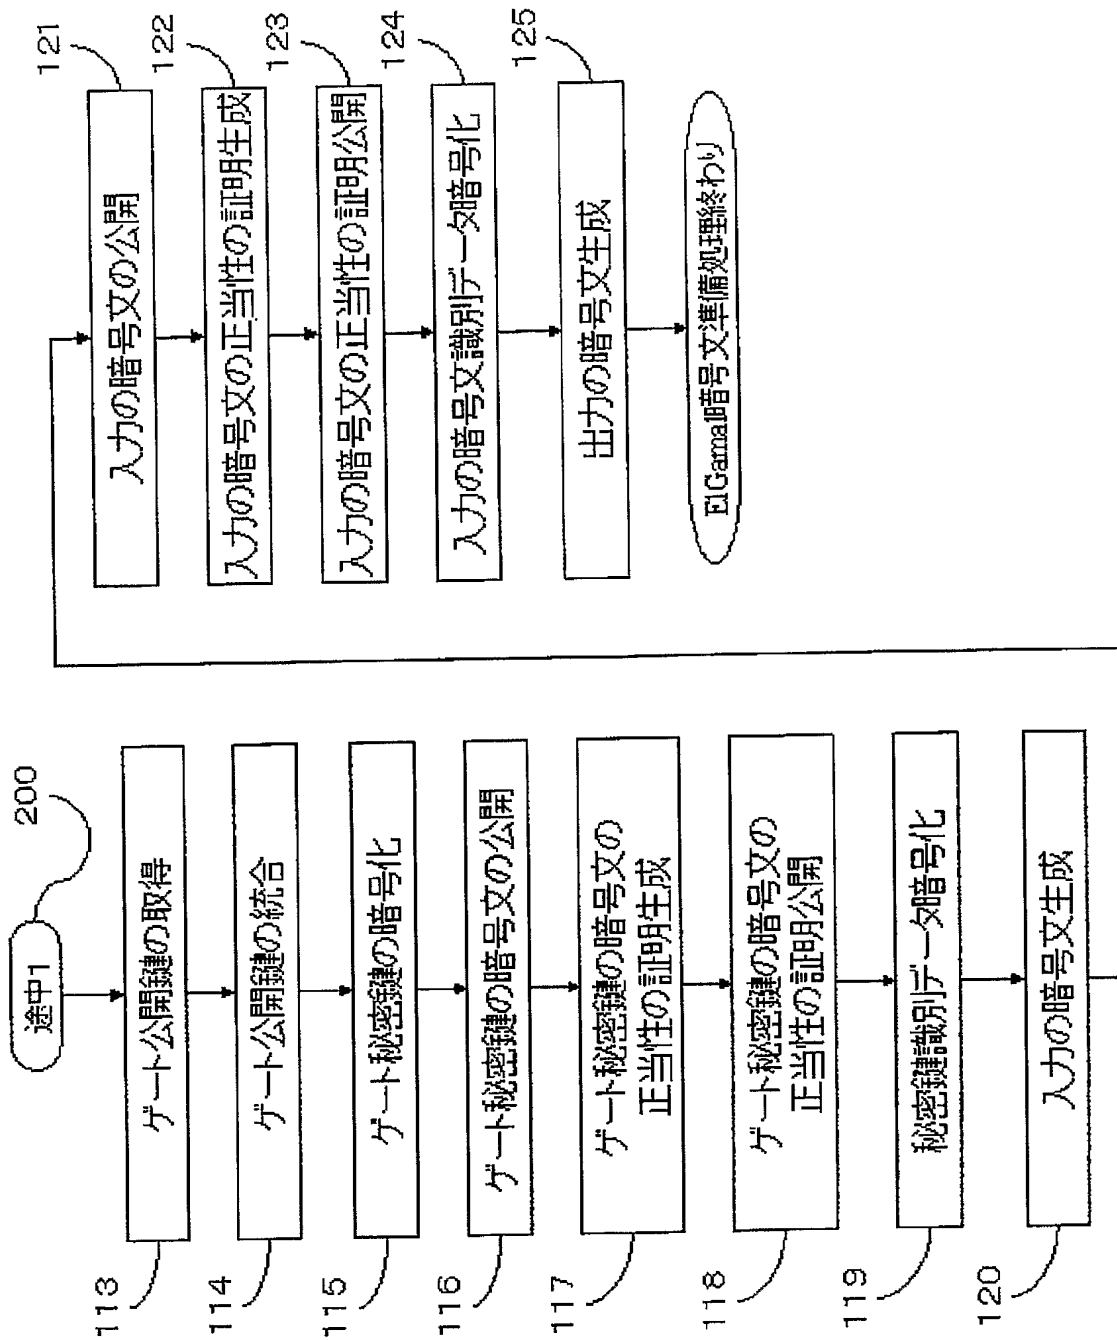 200
途中1
113
ゲート公開鍵の取得
114
ゲート公開鍵の統合
115
ゲート秘密鍵の暗号化
116
ゲート秘密鍵の暗号文の公開
117
ゲート秘密鍵の暗号文の
正当性の証明生成
118
ゲート秘密鍵の暗号文の
正当性の証明公開
119
秘密鍵識別データ暗号化
120
入力の暗号文生成
121
入力の暗号文の公開
122
入力の暗号文の正当性の証明生成
123
入力の暗号文の正当性の証明公開
124
入力の暗号文識別データ暗号化
125
出力の暗号文生成
ElGamal暗号文準備処理終わり